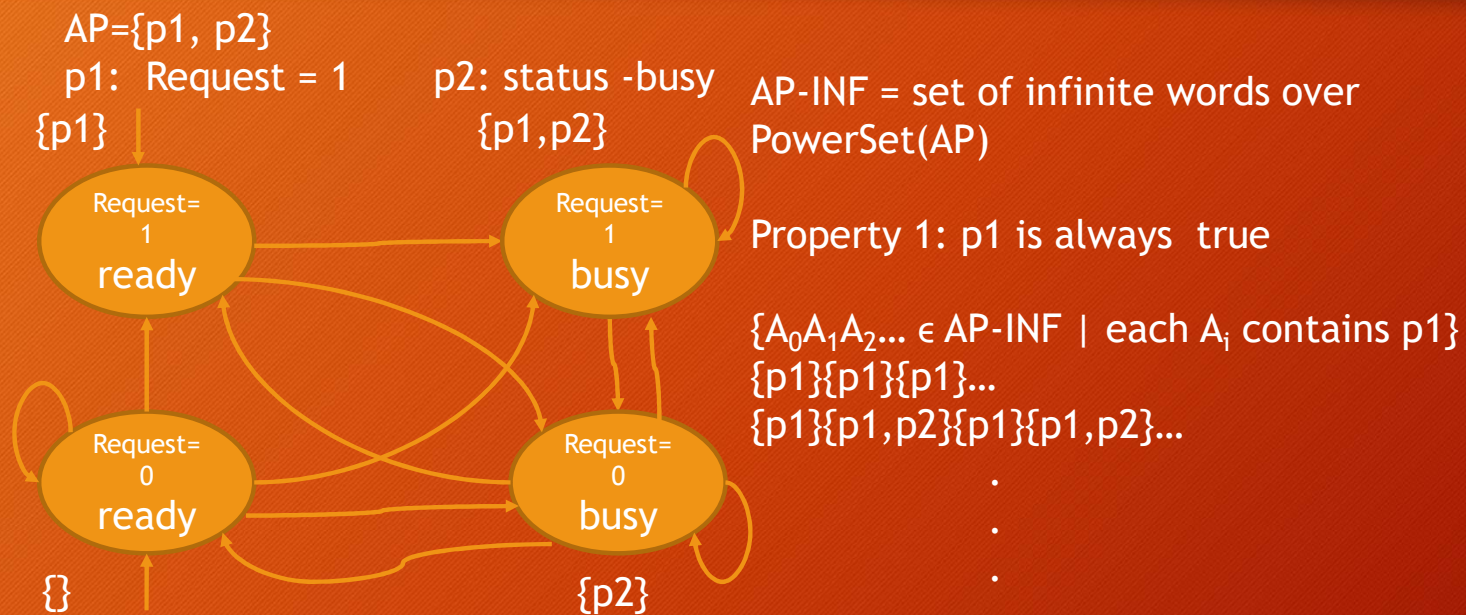 AP={p1, p2}
p1: Request = 1
p2: status -busy
{p1}
{p1,p2}
Request=
1
ready
Request=
1
busy
Request=
0
ready
Request=
0
busy
{}
{p2}
AP-INF = set of infinite words over
PowerSet(AP)
Property 1: p1 is always true
{A₀A₁A₂… ϵ AP-INF | each Aᵢ contains p1}
{p1}{p1}{p1}…
{p1}{p1,p2}{p1}{p1,p2}…
.
.
.